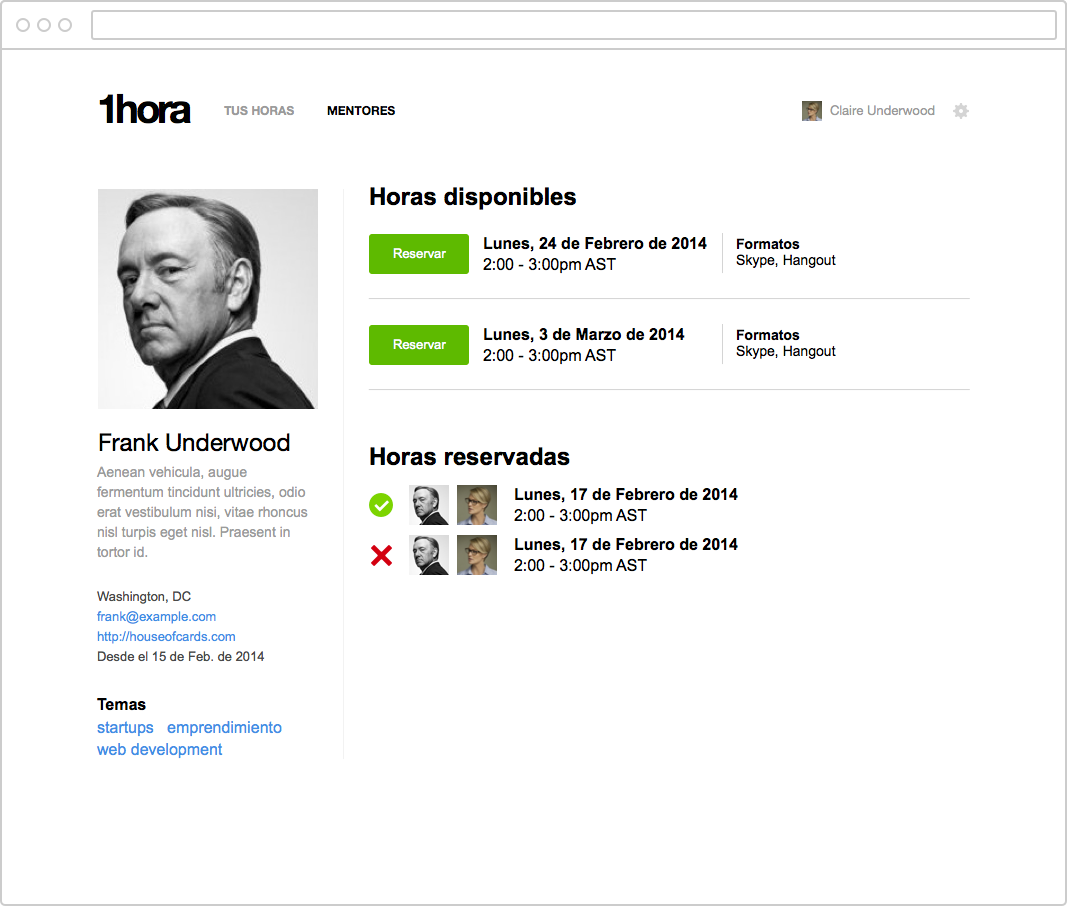 1hora
TUS HORAS
MENTORES
Claire Underwood
Frank Underwood
Aenean vehicula, augue
fermentum tincidunt ultricies, odio
erat vestibulum nisi, vitae rhoncus
nisl turpis eget nisl. Praesent in
tortor id.
Washington, DC
frank@example.com
http://houseofcards.com
Desde el 15 de Feb. de 2014
Temas
startups emprendimiento
web development
Horas disponibles
Reservar
Lunes, 24 de Febrero de 2014
2:00 - 3:00pm AST
Formatos
Skype, Hangout
Reservar
Lunes, 3 de Marzo de 2014
2:00 - 3:00pm AST
Formatos
Skype, Hangout
Horas reservadas
Lunes, 17 de Febrero de 2014
2:00 - 3:00pm AST
Lunes, 17 de Febrero de 2014
2:00 - 3:00pm AST